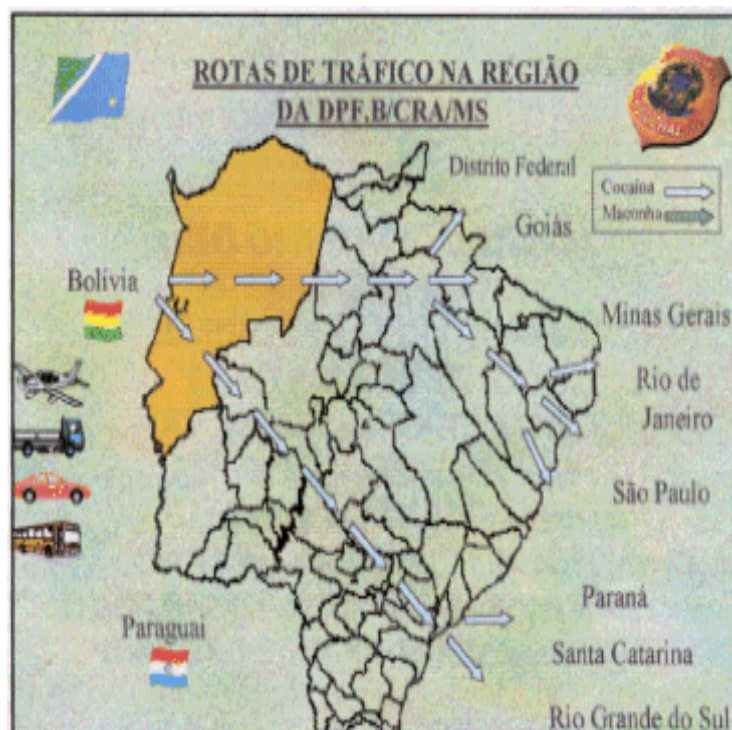 ROTAS DE TRÁFICO NA REGIÃO
DA DPF,B/CRA/MS
Distrito Federal
Cocaína
Maconha
Goiás
Bolívia
Minas Gerais
Rio de
Janeiro
São Paulo
Paraná
Paraguai
Santa Catarina
Rio Grande do Sul